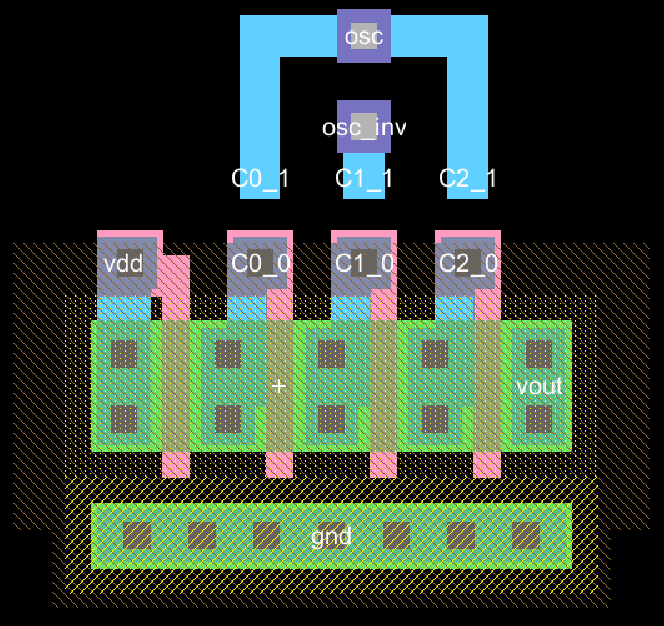 osc
osc_inv
C0_1 C1_1 C2_1
vdd C0_0 C1_0 C2_0
+ vout
gnd